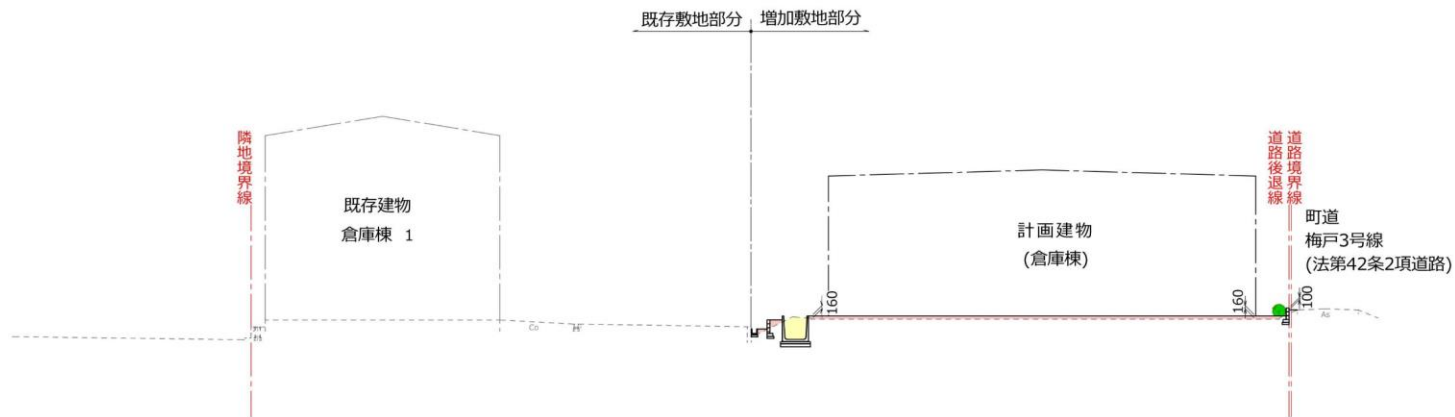 既存敷地部分
増加敷地部分
隣地境界線
既存建物
倉庫棟 1
計画建物
(倉庫棟)
道路後退線
道路境界線
町道
梅戸3号線
(法第42条2項道路)
160
160
100
Co
As